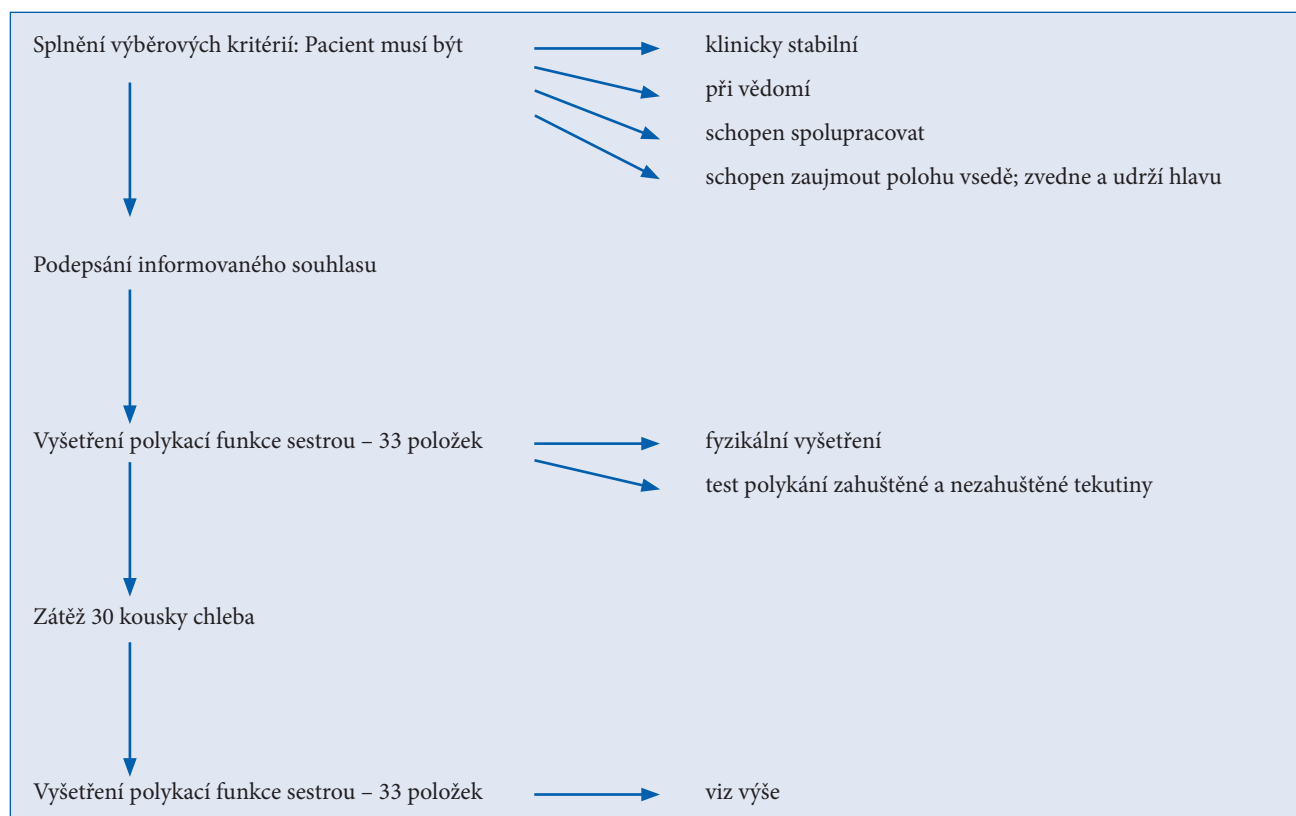 Splnění výběrových kritérií: Pacient musí být
klinicky stabilní
při vědomí
schopen spolupracovat
schopen zaujmout polohu vsedě; zvedne a udrží hlavu
Podepsání informovaného souhlasu
Vyšetření polykací funkce sestrou – 33 položek
fyzikální vyšetření
test polykání zahuštěné a nezahuštěné tekutiny
Zátěž 30 kousky chleba
Vyšetření polykací funkce sestrou – 33 položek
viz výše